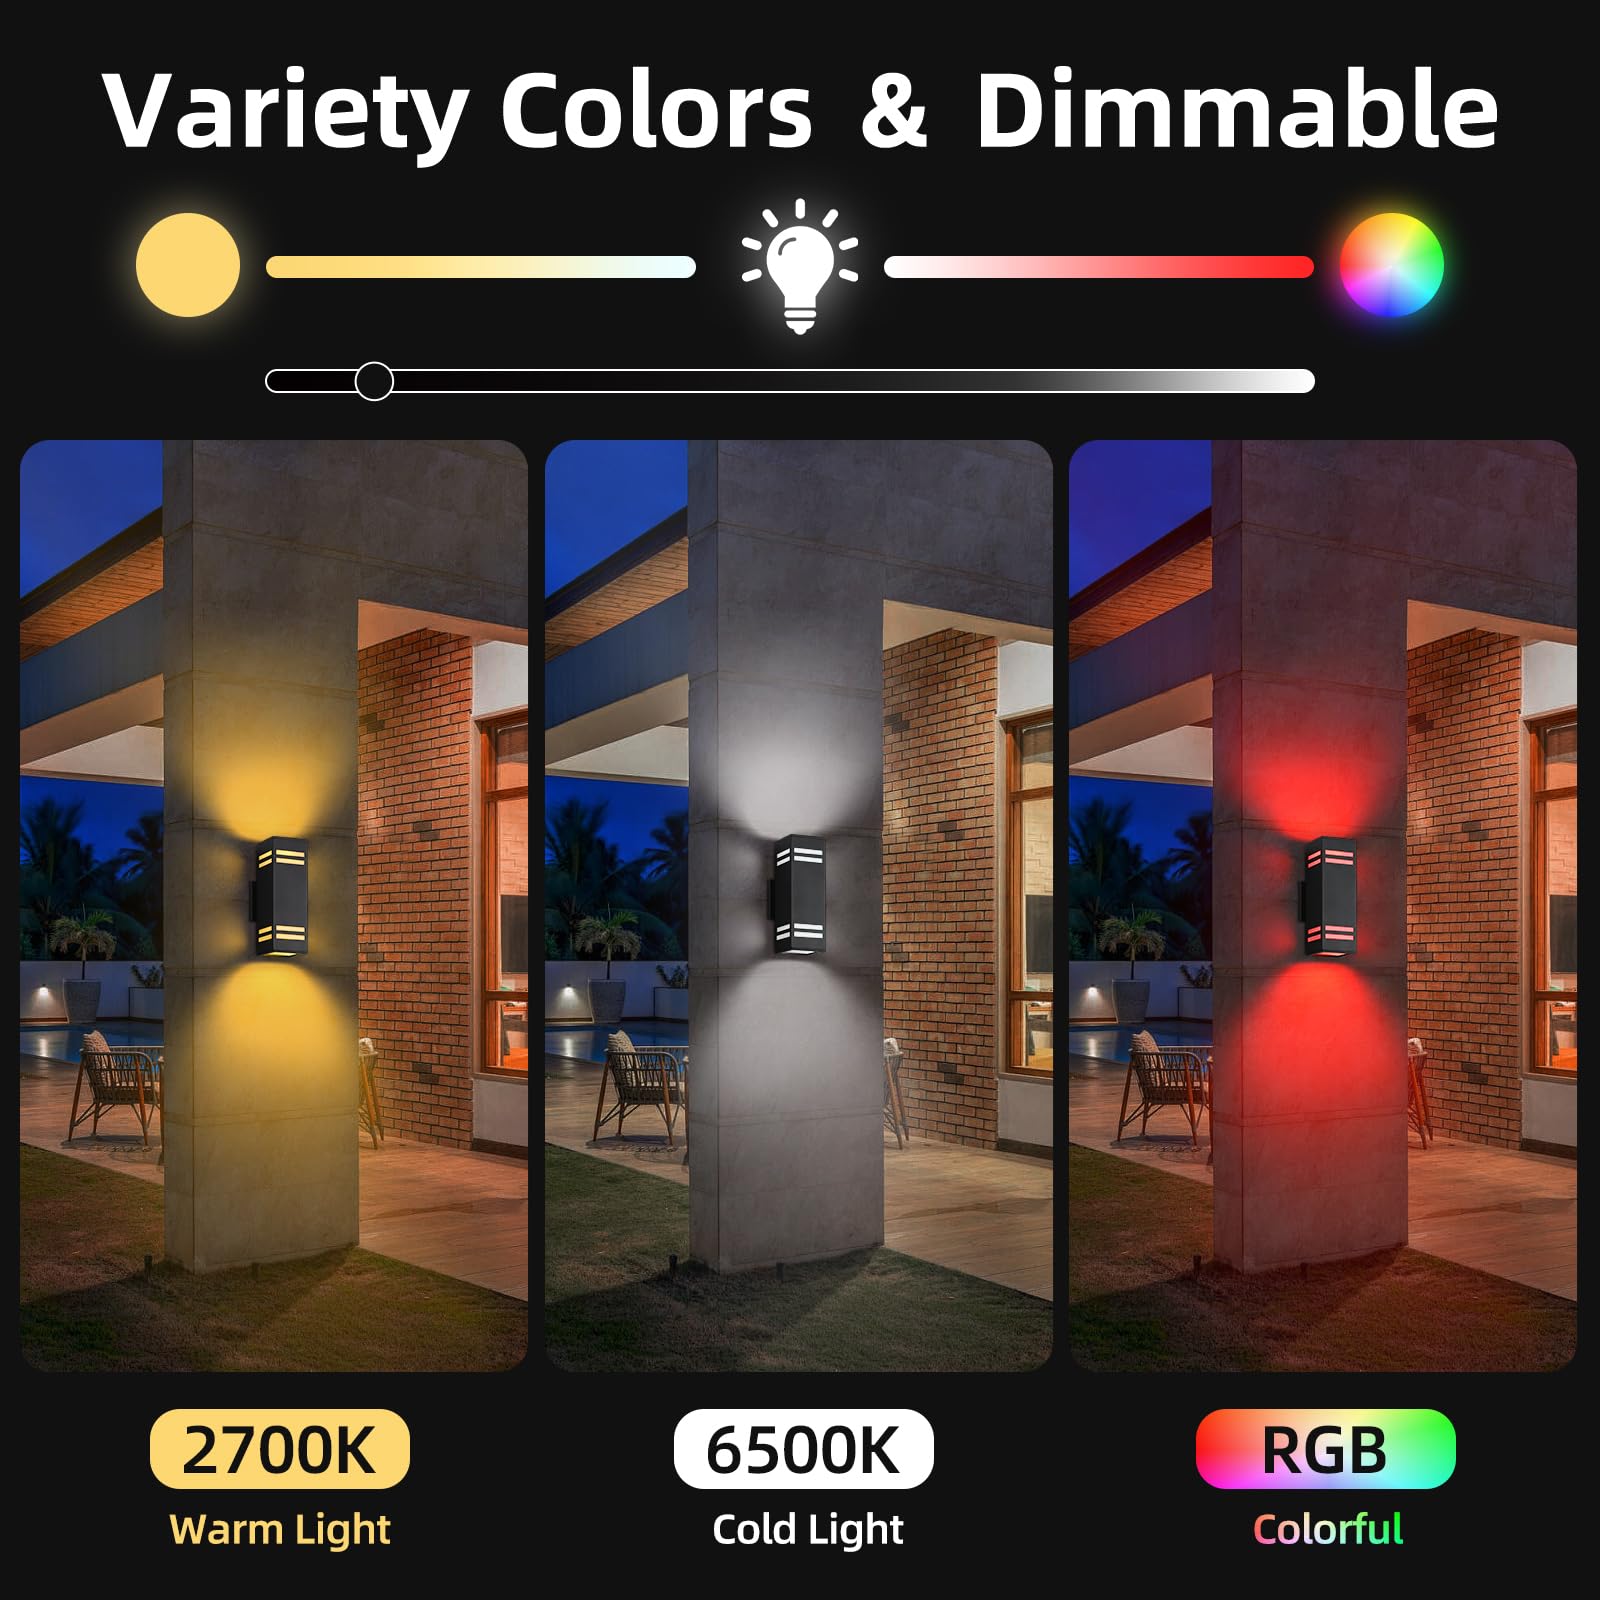 Variety Colors & Dimmable
2700K
6500K
RGB
Warm Light
Cold Light
Colorful